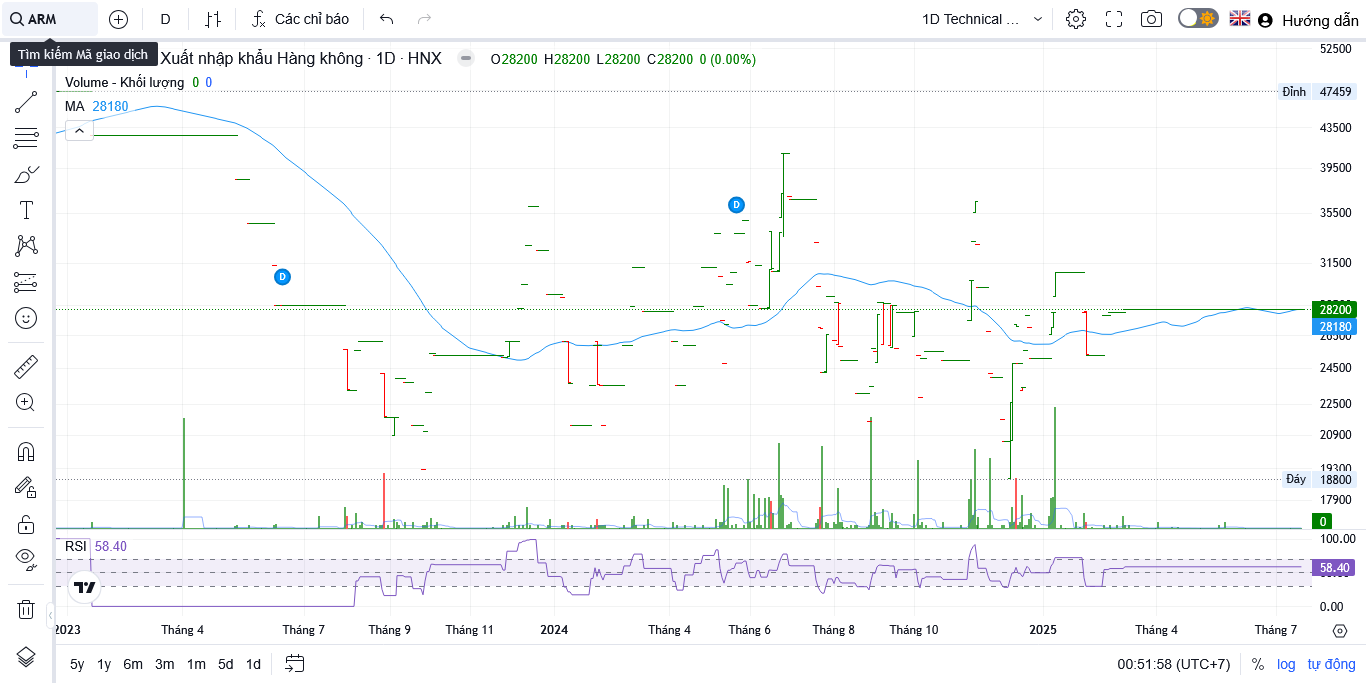 ARM
D
Các chỉ báo
1D Technical ...
Hướng dẫn
Tìm kiếm Mã giao dịch
Xuất nhập khẩu Hàng không · 1D · HNX
O28200 H28200 L28200 C28200 0 (0.00%)
Volume - Khối lượng 0 0
MA 28180
52500
Đỉnh 47459
43500
39500
35500
31500
28200
28180
24500
22500
20900
19300
Đáy 18800
17900
0
D
D
RSI 58.40
100.00
58.40
0.00
2023
Tháng 4
Tháng 7
Tháng 9
Tháng 11
2024
Tháng 4
Tháng 6
Tháng 8
Tháng 10
2025
Tháng 4
Tháng 7
5y 1y 6m 3m 1m 5d 1d
00:51:58 (UTC+7)
% log tự động